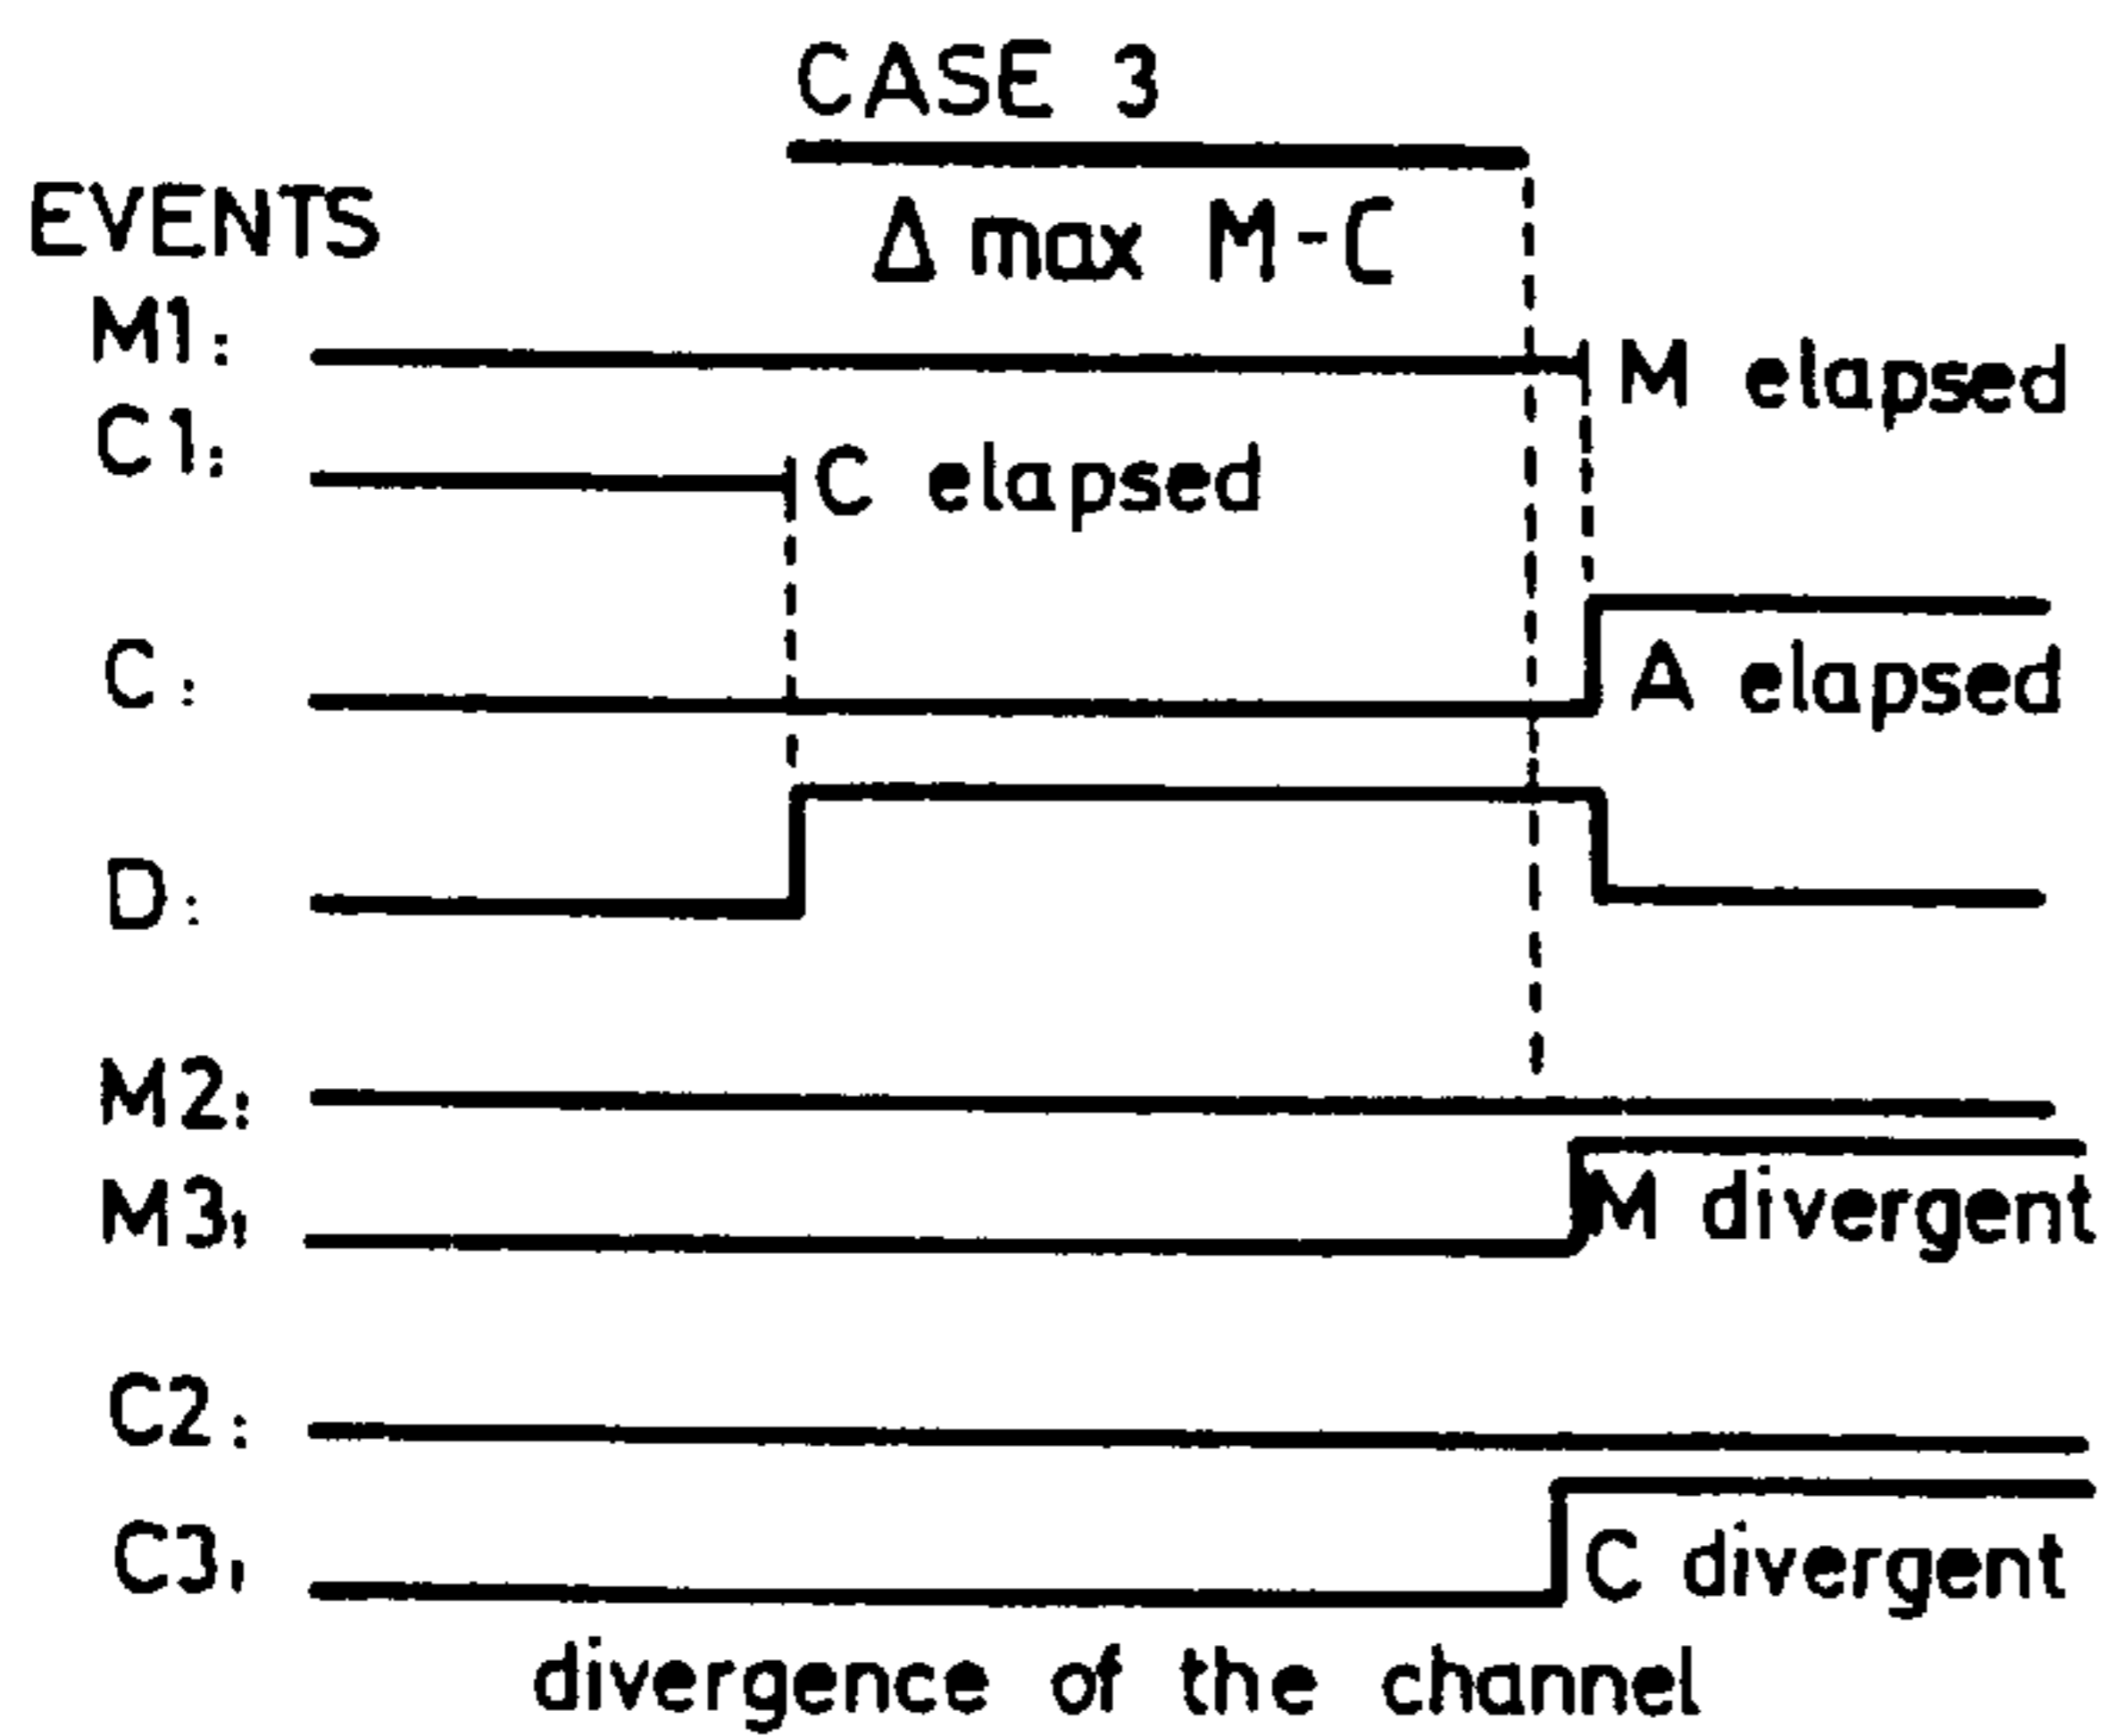 CASE 3
EVENTS
Δ max M-C
M1:
M elapsed
C1:
C elapsed
C:
A elapsed
D:
M2:
M3:
M divergent
C2:
C3:
C divergent
divergence of the channel